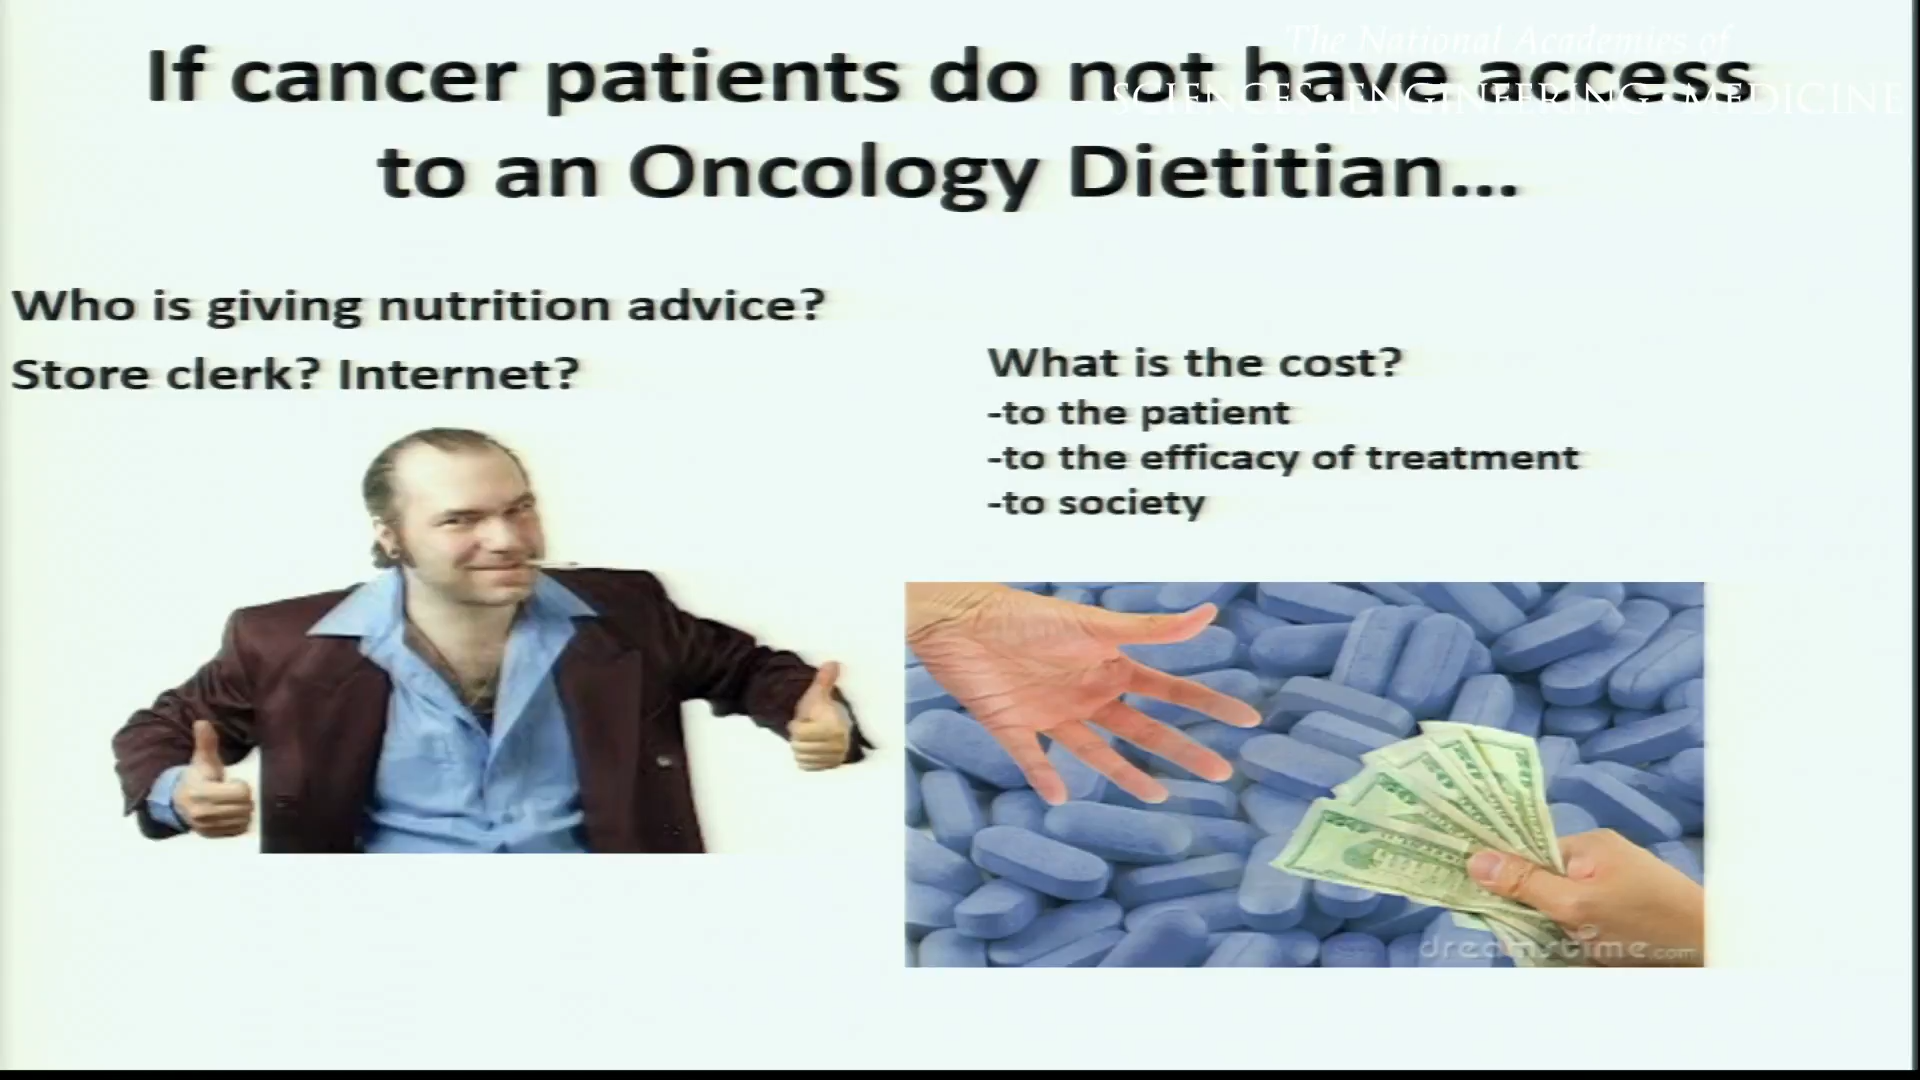 The National Academies of
SCIENCES • ENGINEERING • MEDICINE
If cancer patients do not have access
to an Oncology Dietitian...
Who is giving nutrition advice?
Store clerk? Internet?
What is the cost?
-to the patient
-to the efficacy of treatment
-to society
dreamstime.com